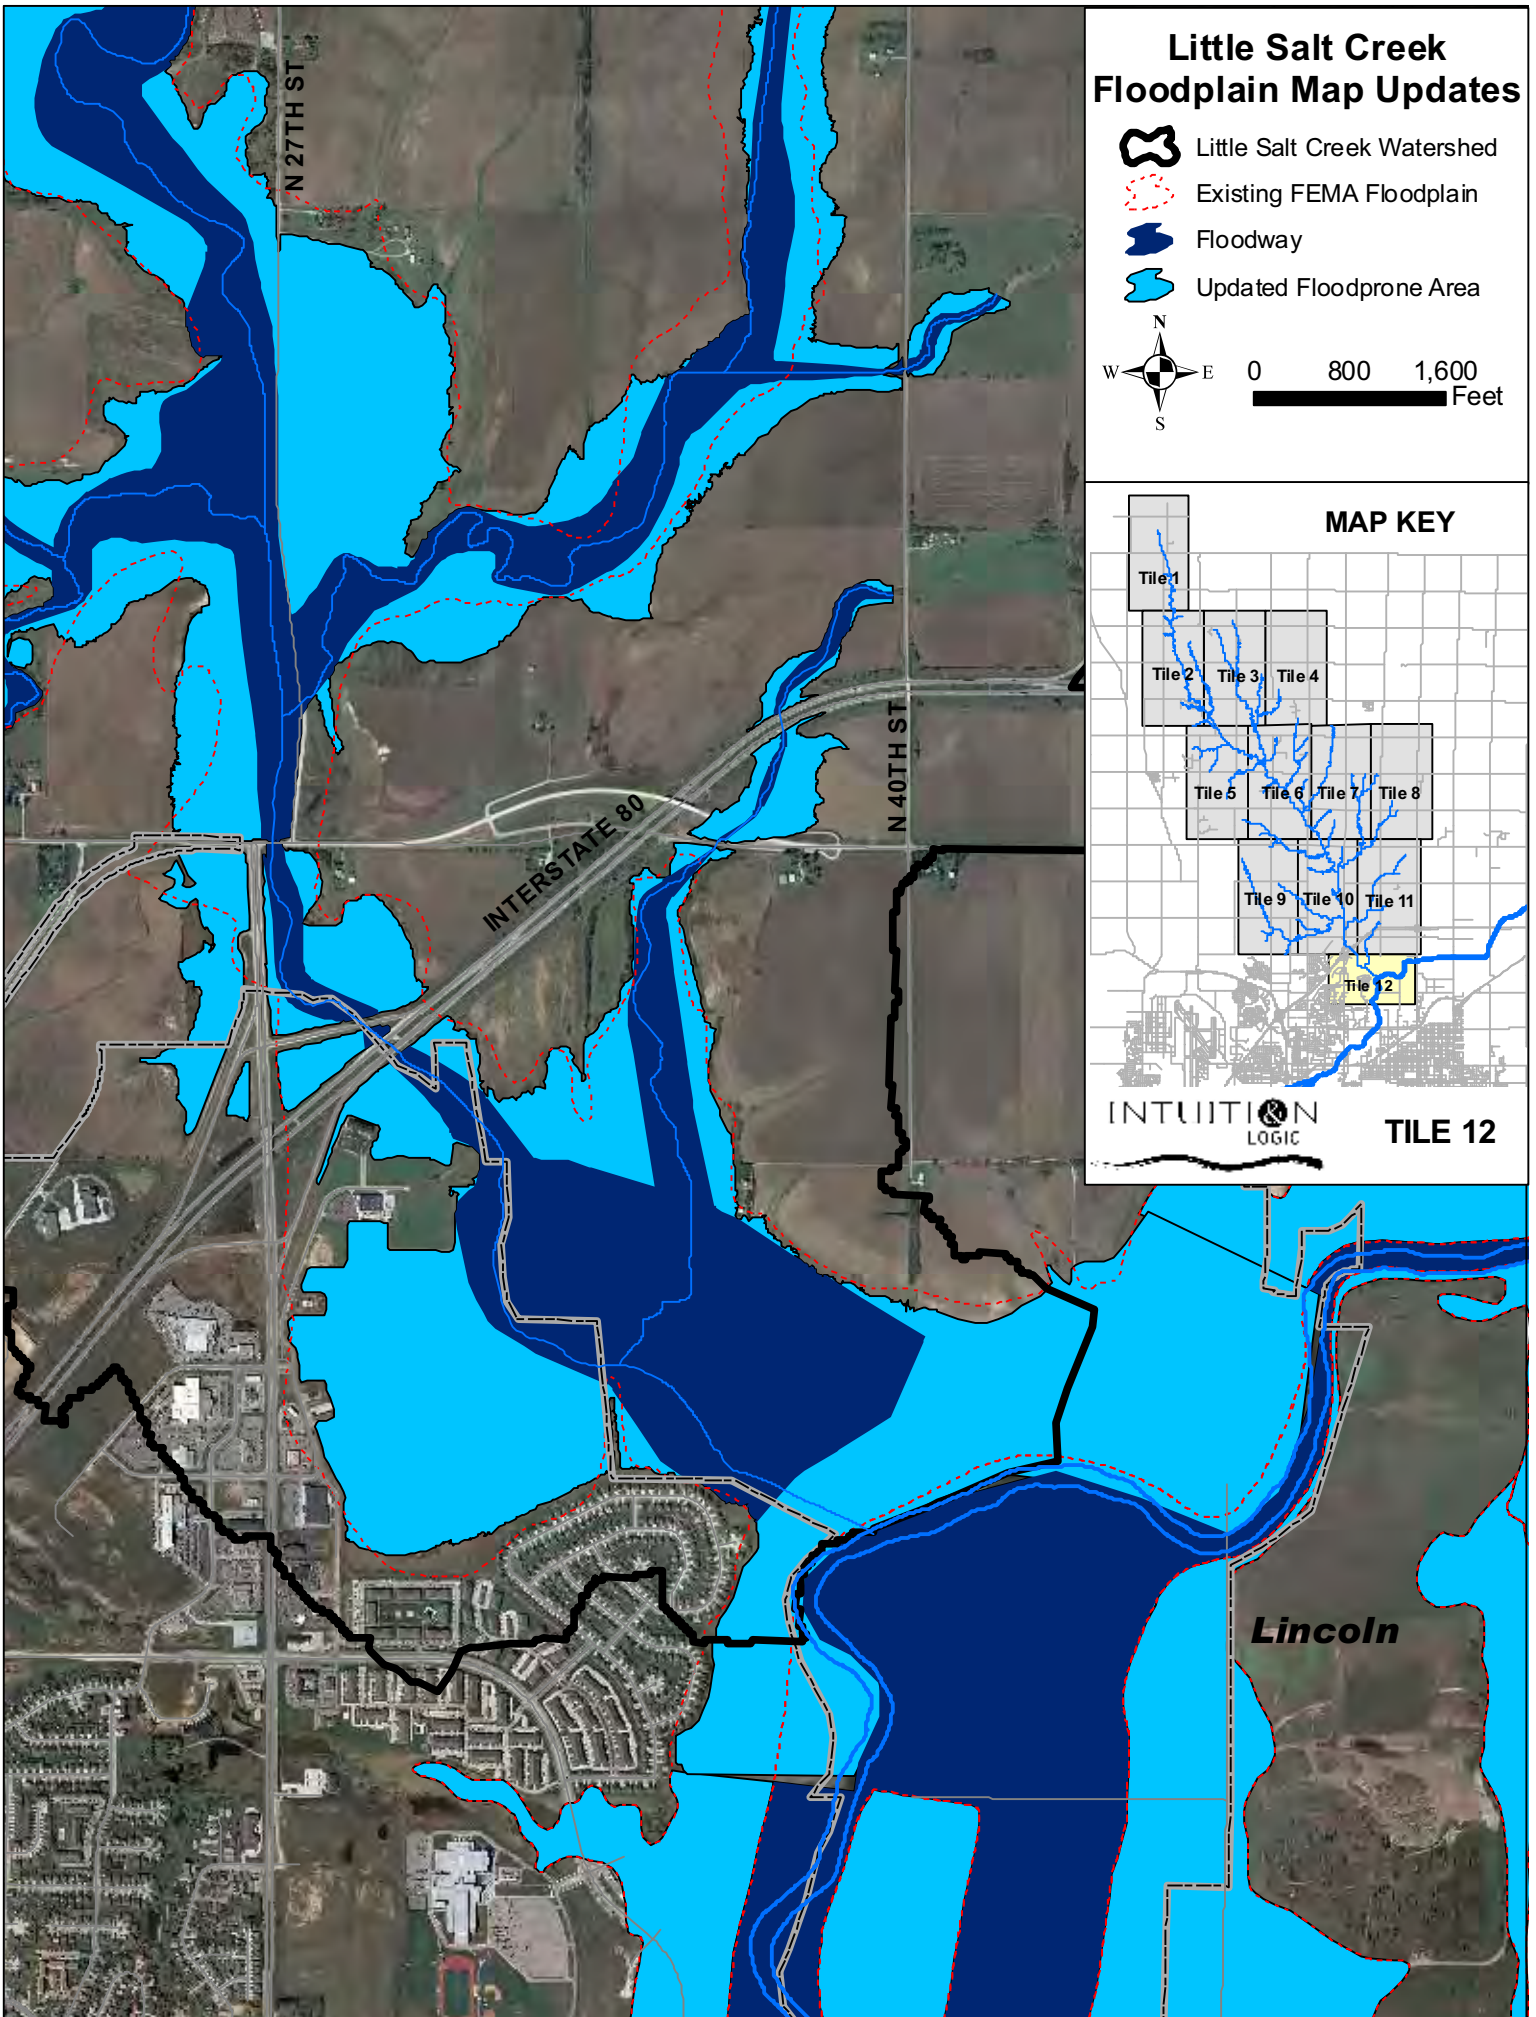 Little Salt Creek
Floodplain Map Updates
Little Salt Creek Watershed
Existing FEMA Floodplain
Floodway
Updated Floodprone Area
N
W E
S
0 800 1,600
Feet
MAP KEY
Tile 1
Tile 2 Tile 3 Tile 4
Tile 5 Tile 6 Tile 7 Tile 8
Tile 9 Tile 10 Tile 11
Tile 12
INTUITION
&
LOGIC
TILE 12
N 27TH ST
N 40TH ST
INTERSTATE 80
Lincoln